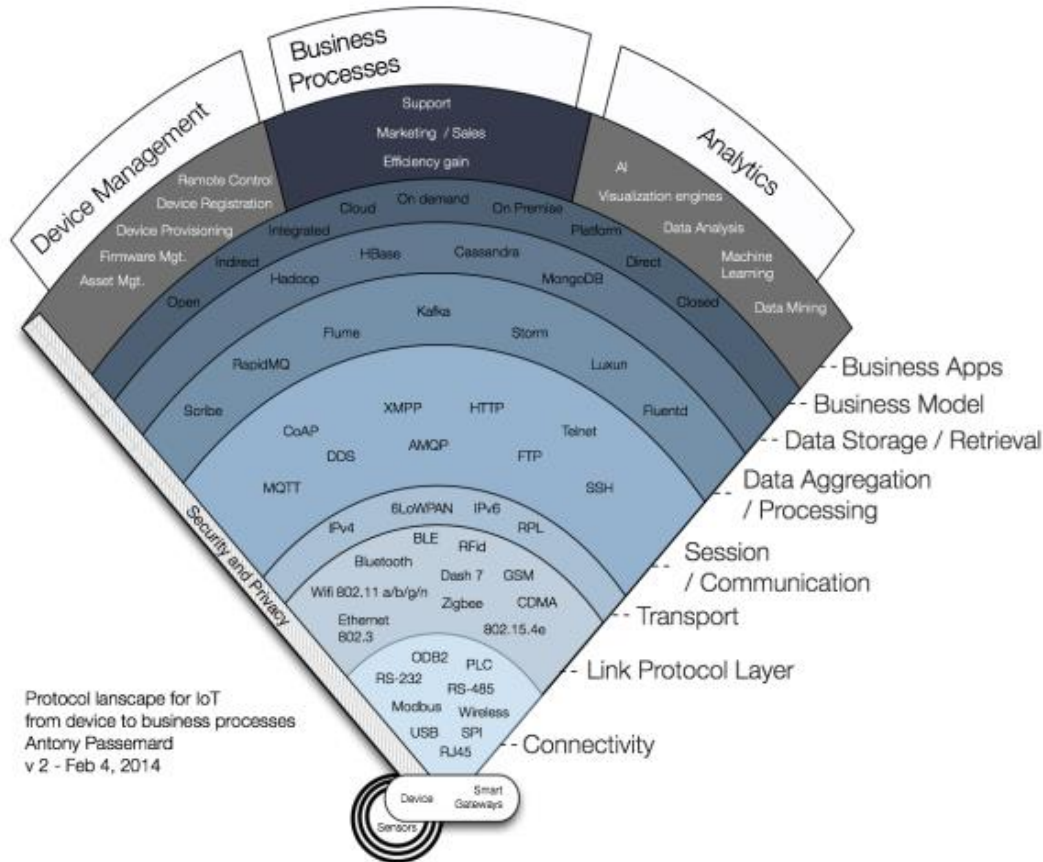 Business
Processes
Device Management
Analytics
Support
Marketing / Sales
Efficiency gain
Remote Control
Device Registration
Device Provisioning
Firmware Mgt.
Asset Mgt.
AI
Visualization engines
Data Analysis
Machine
Learning
Data Mining
Open
Indirect
Integrated
Cloud
On demand
On Premise
Platform
Direct
Closed
Hadoop
HBase
Cassandra
MongoDB
Scribe
RapidMQ
Flume
Kafka
Storm
Luxun
Fluentd
XMPP
HTTP
CoAP
Telnet
AMQP
DDS
FTP
MQTT
SSH
IPv4
6LoWPAN
IPv6
RPL
BLE
RFid
Bluetooth
Dash 7
GSM
Wifi 802.11 a/b/g/n
Zigbee
CDMA
Ethernet
802.3
802.15.4e
ODB2
PLC
RS-232
RS-485
Modbus
Wireless
USB
SPI
RJ45
Security and Privacy
Business Apps
Business Model
Data Storage / Retrieval
Data Aggregation
/ Processing
Session
/ Communication
Transport
Link Protocol Layer
Connectivity
Device
Smart
Gateways
Sensors
Protocol lanscape for IoT
from device to business processes
Antony Passemard
v 2 - Feb 4, 2014